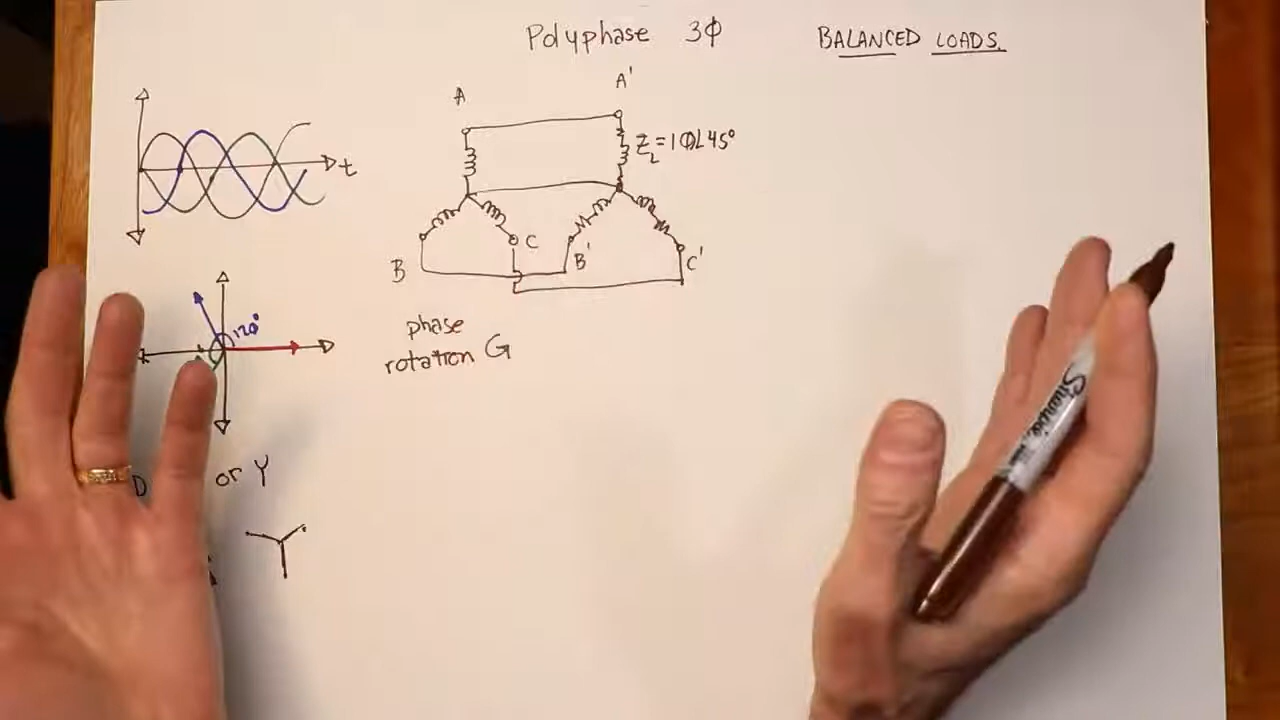 Polyphase 3φ
BALANCED LOADS.
A
A'
Z_L = 10∠45°
t
B
C
B'
C'
120°
phase
rotation
D or Y
Sharpie